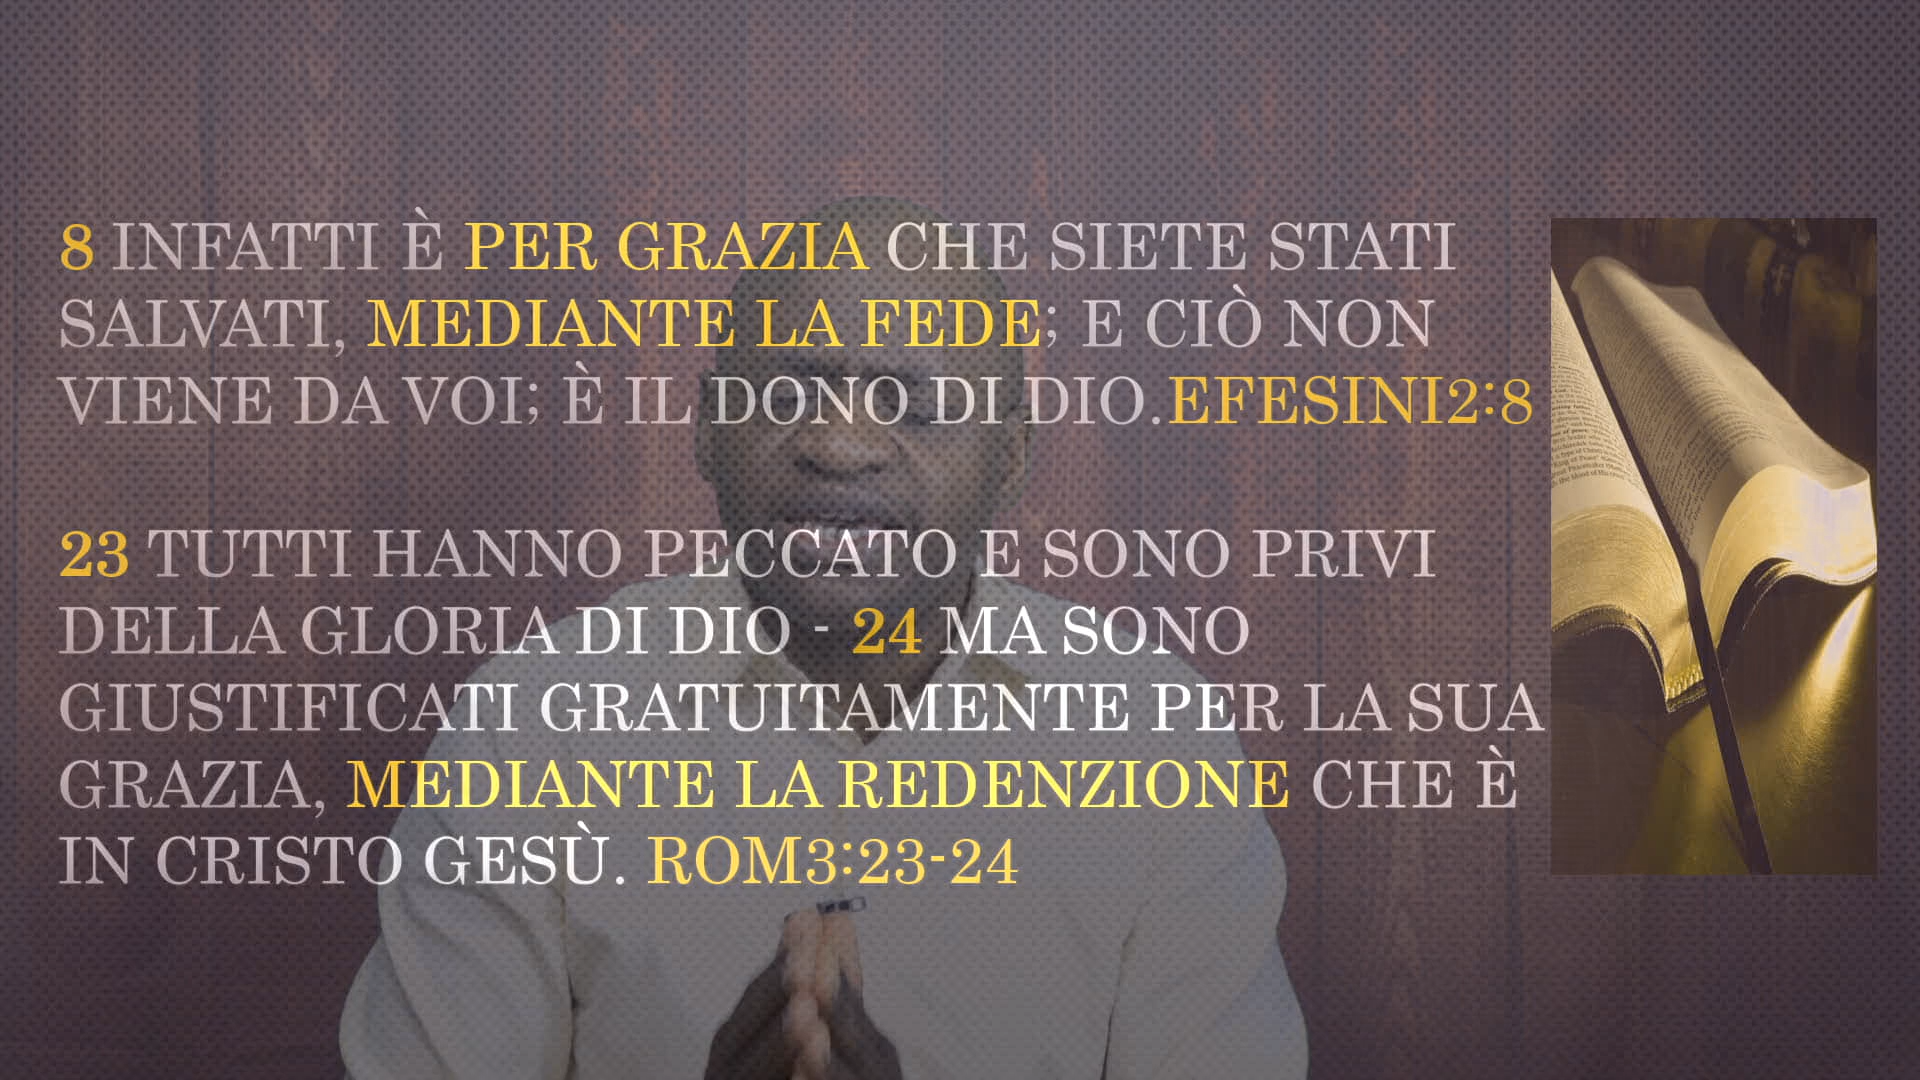 8 INFATTI È PER GRAZIA CHE SIETE STATI
SALVATI, MEDIANTE LA FEDE; E CIÒ NON
VIENE DA VOI; È IL DONO DI DIO.EFESINI2:8
23 TUTTI HANNO PECCATO E SONO PRIVI
DELLA GLORIA DI DIO - 24 MA SONO
GIUSTIFICATI GRATUITAMENTE PER LA SUA
GRAZIA, MEDIANTE LA REDENZIONE CHE È
IN CRISTO GESÙ. ROM3:23-24